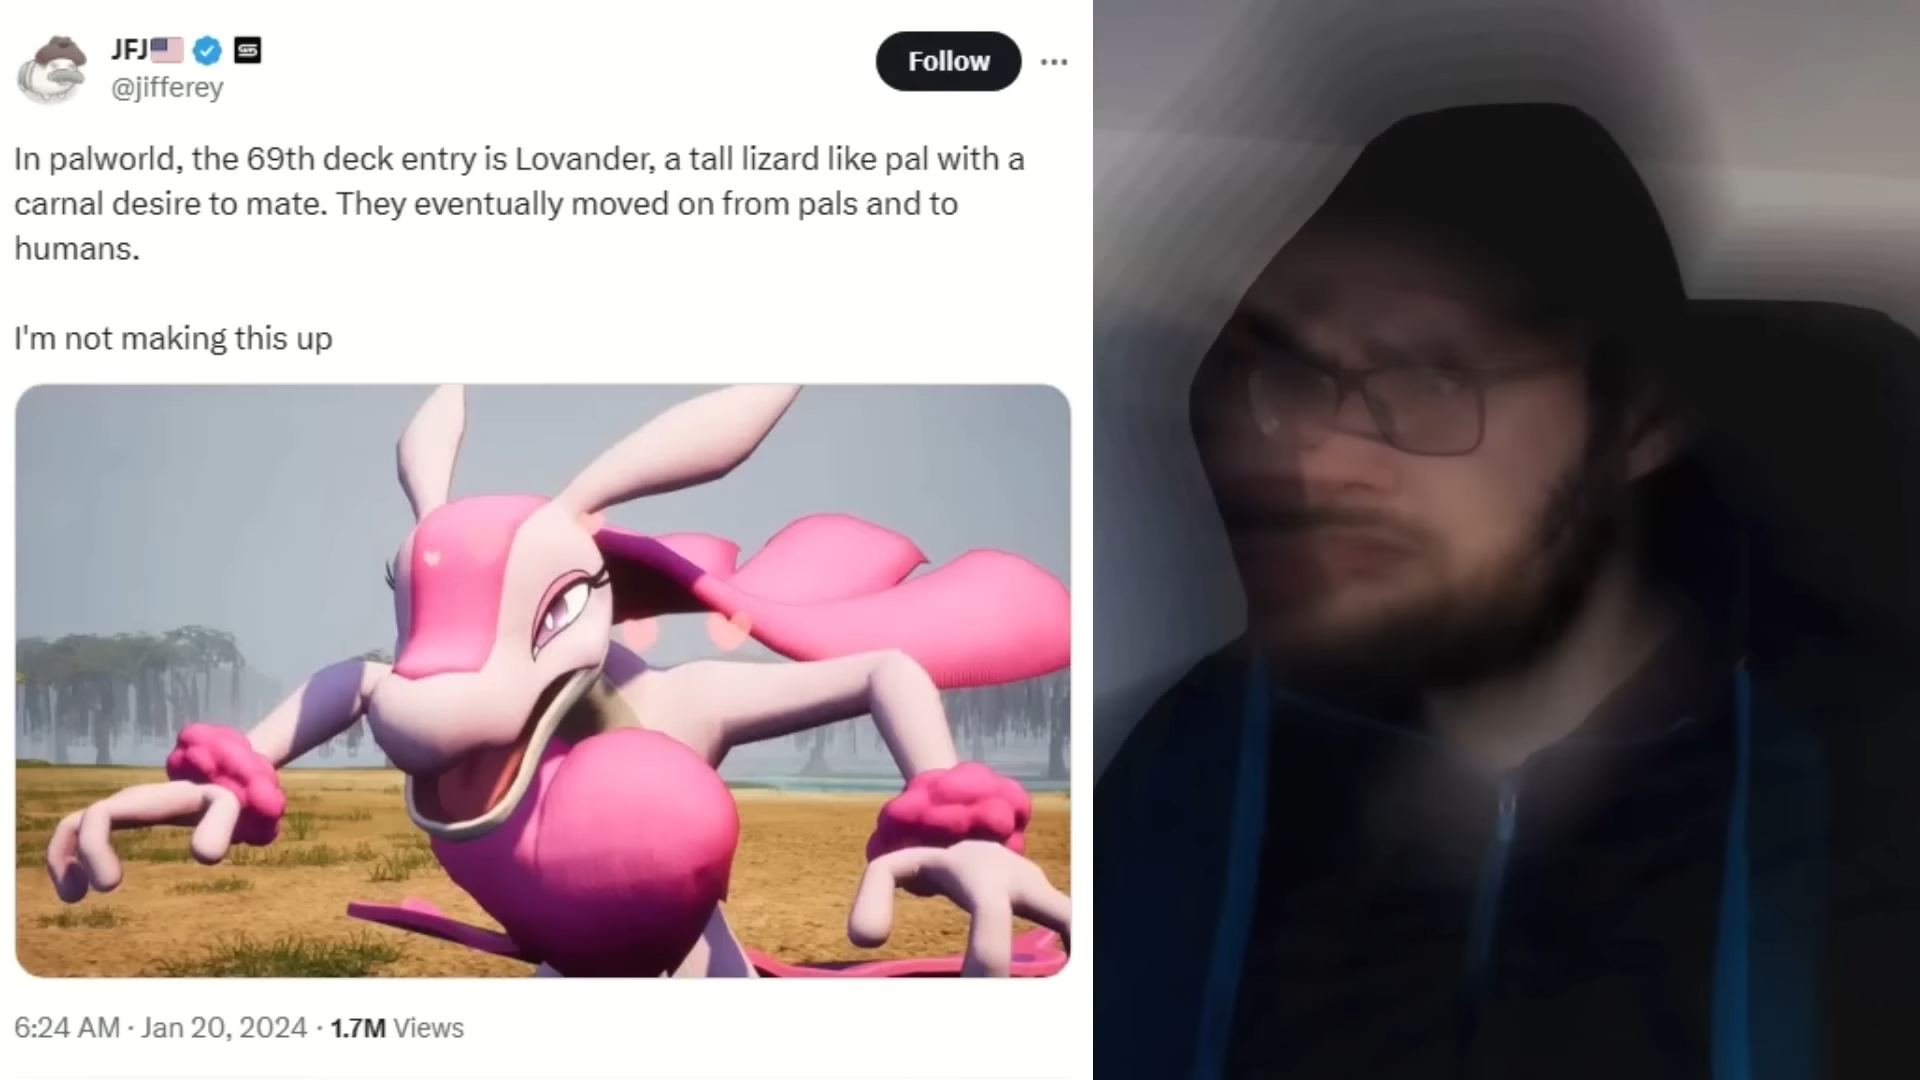 JFJ🇺🇸
@jifferey
Follow
In palworld, the 69th deck entry is Lovander, a tall lizard like pal with a
carnal desire to mate. They eventually moved on from pals and to
humans.
I'm not making this up
6:24 AM · Jan 20, 2024 · 1.7M Views